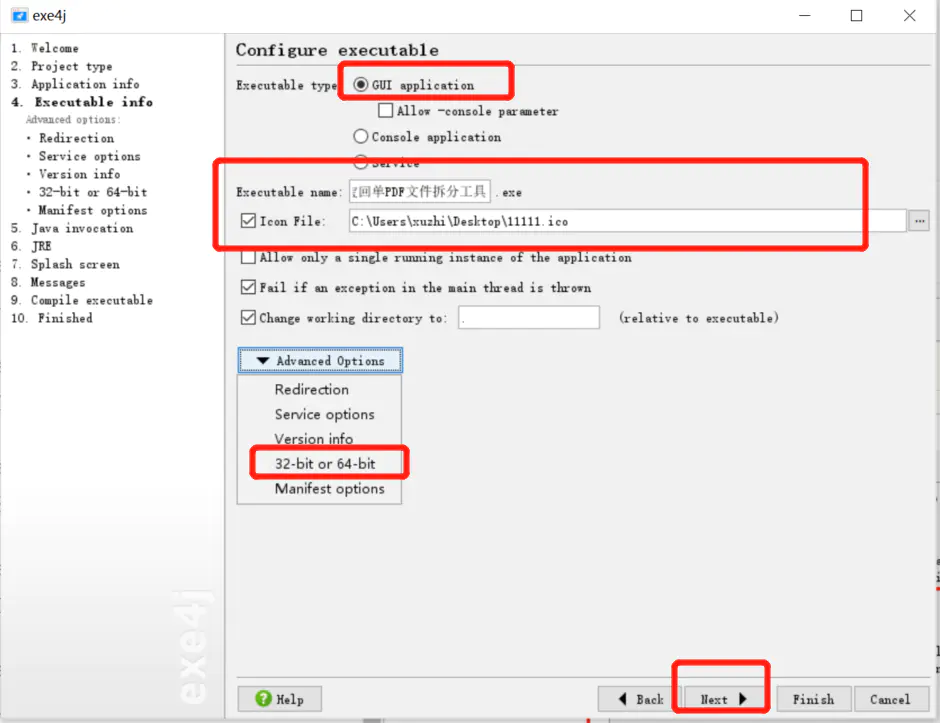 exe4j
1. Welcome
2. Project type
3. Application info
4. Executable info
Advanced options:
• Redirection
• Service options
• Version info
• 32-bit or 64-bit
• Manifest options
5. Java invocation
6. JRE
7. Splash screen
8. Messages
9. Compile executable
10. Finished
exe4j
Configure executable
Executable type GUI application
Allow -console parameter
Console application
Service
Executable name: 回单PDF文件拆分工具 .exe
Icon File: C:\Users\xuzhi\Desktop\11111.ico ...
Allow only a single running instance of the application
Fail if an exception in the main thread is thrown
Change working directory to: . (relative to executable)
Advanced Options
Redirection
Service options
Version info
32-bit or 64-bit
Manifest options
Help Back Next Finish Cancel